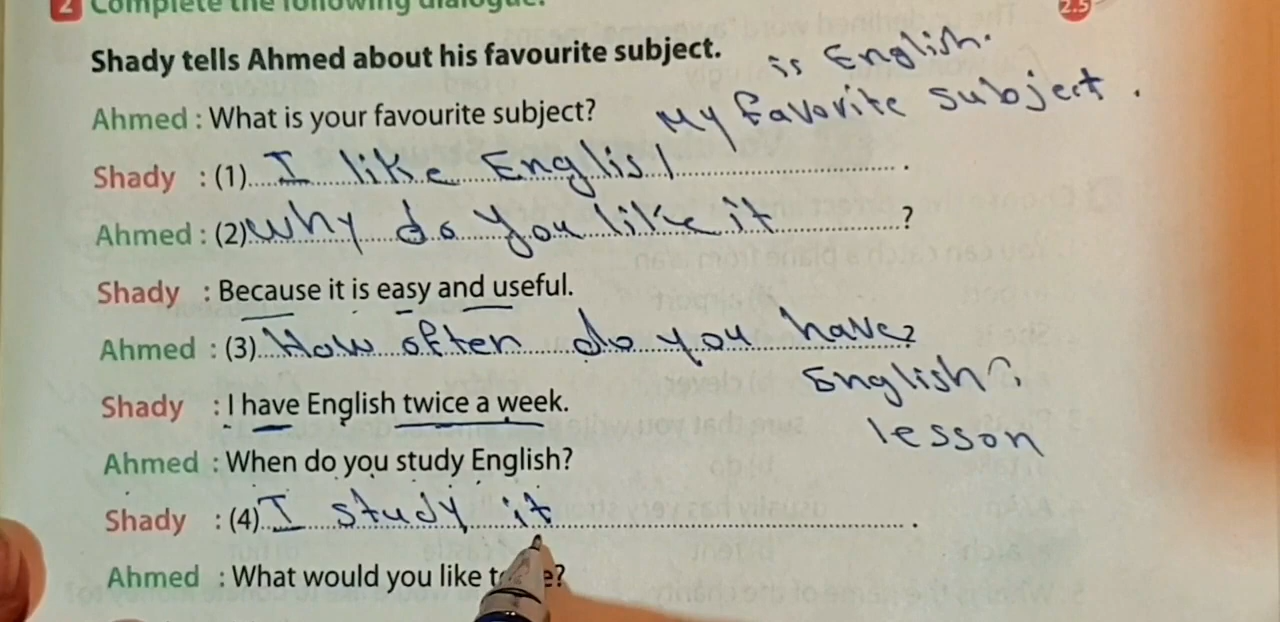 2 Complete the following dialogue.
2.5
Shady tells Ahmed about his favourite subject.
is English.
Ahmed : What is your favourite subject?
My favorite subject.
Shady : (1) I like Englis
Ahmed : (2) Why do you like it ?
Shady : Because it is easy and useful.
Ahmed : (3) How often do you have?
English?
Shady : I have English twice a week.
lesson
Ahmed : When do you study English?
Shady : (4) I study it .
Ahmed : What would you like e?